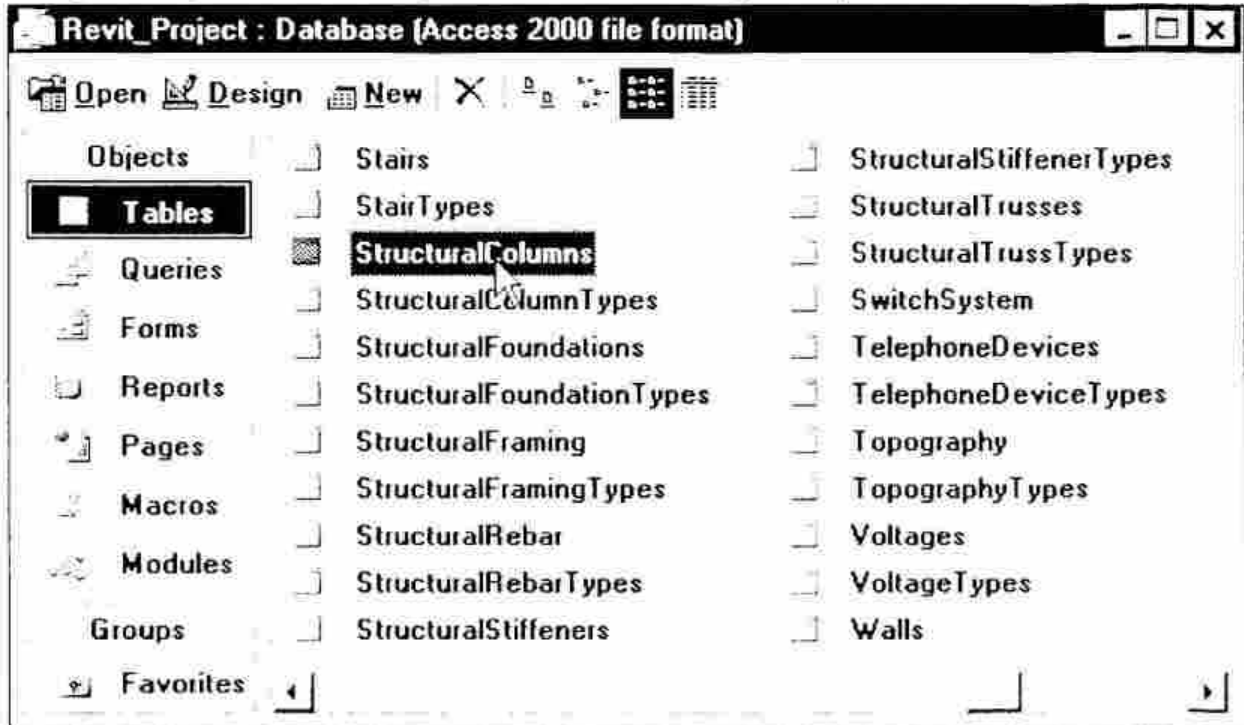 Revit_Project : Database (Access 2000 file format)
Open Design New
Objects
Tables
Queries
Forms
Reports
Pages
Macros
Modules
Groups
Favorites
Stairs
StairTypes
StructuralColumns
StructuralColumnTypes
StructuralFoundations
StructuralFoundationTypes
StructuralFraming
StructuralFramingTypes
StructuralRebar
StructuralRebarTypes
StructuralStiffeners
StructuralStiffenerTypes
StructuralTrusses
StructuralTrussTypes
SwitchSystem
TelephoneDevices
TelephoneDeviceTypes
Topography
TopographyTypes
Voltages
VoltageTypes
Walls